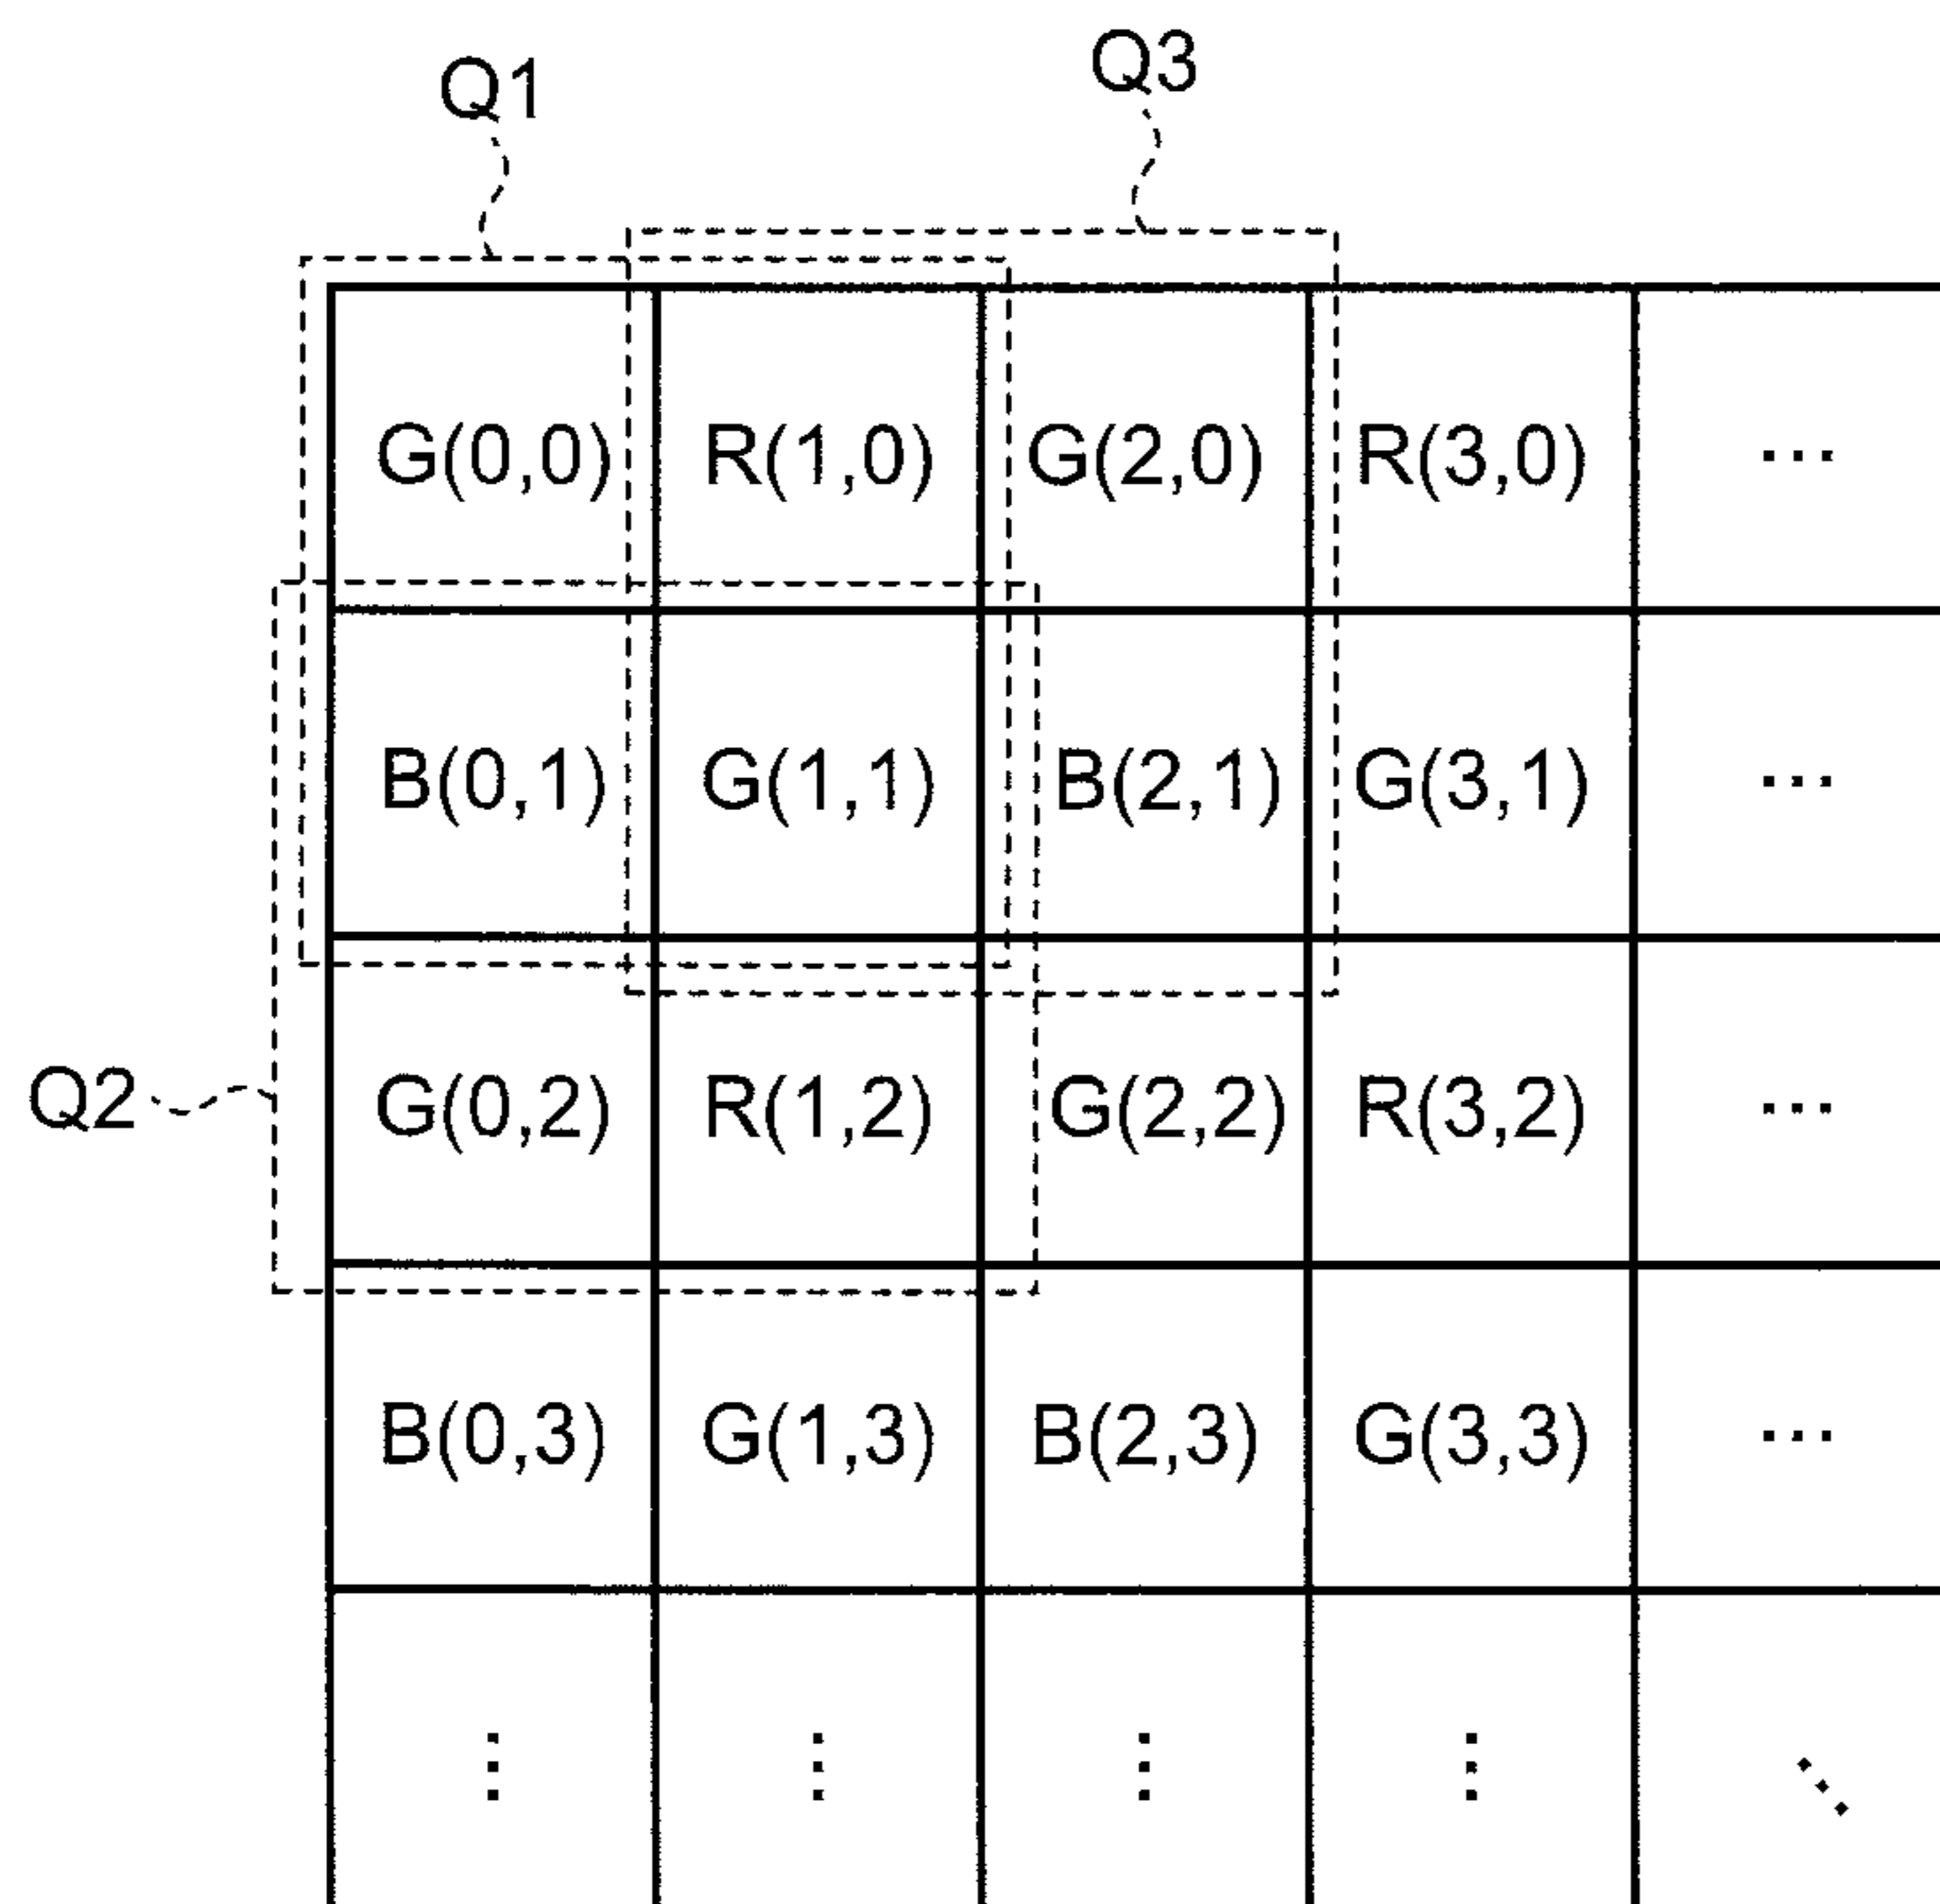 Q1 Q3
G(0,0) R(1,0) G(2,0) R(3,0) ...
B(0,1) G(1,1) B(2,1) G(3,1) ...
Q2 G(0,2) R(1,2) G(2,2) R(3,2) ...
B(0,3) G(1,3) B(2,3) G(3,3) ...